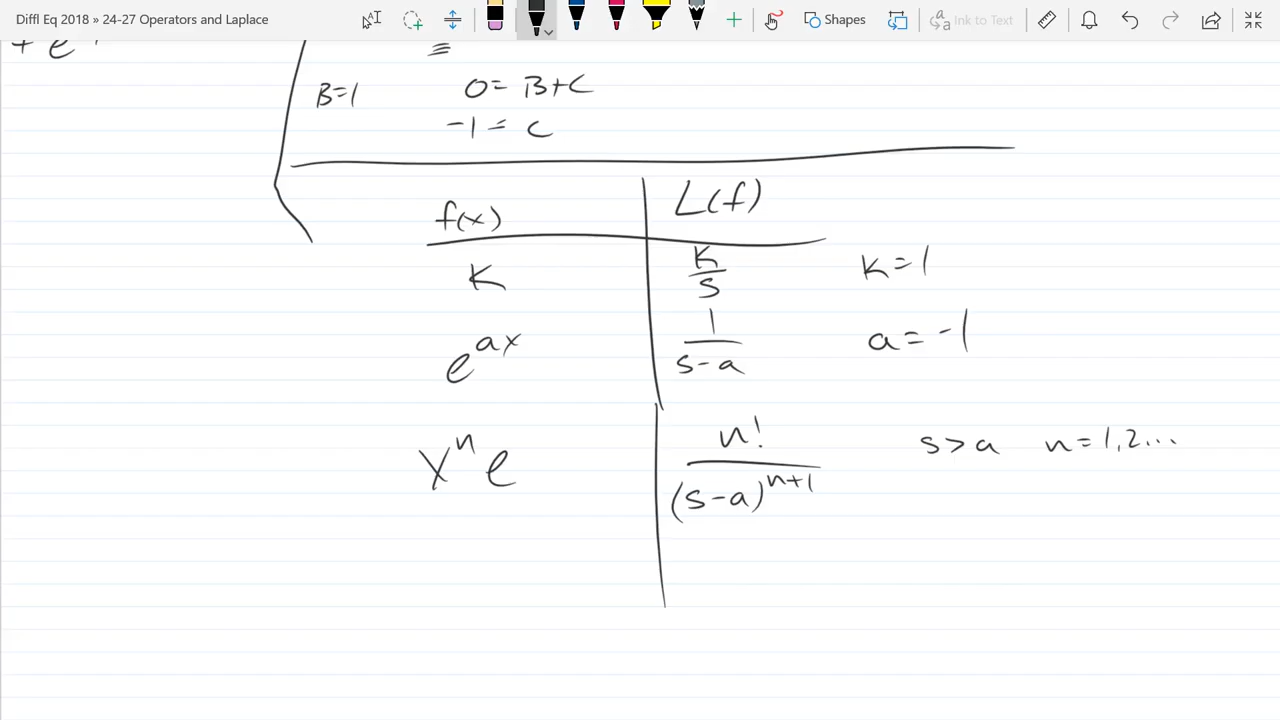 Diffl Eq 2018 » 24-27 Operators and Laplace
Shapes
Ink to Text
+ e
B=1
0= B+C
-1 = C
f(x) L(f)
K K/S K=1
e^{ax} 1/(s-a) a=-1
x^n e n!/(s-a)^{n+1} s>a n=1,2...